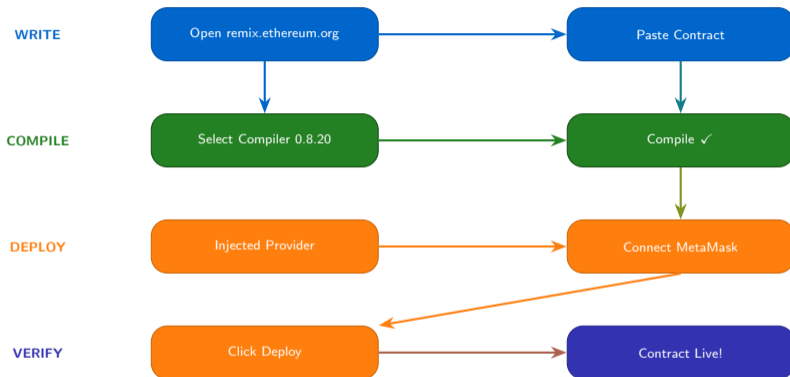 WRITE
Open remix.ethereum.org
Paste Contract
COMPILE
Select Compiler 0.8.20
Compile ✓
DEPLOY
Injected Provider
Connect MetaMask
VERIFY
Click Deploy
Contract Live!